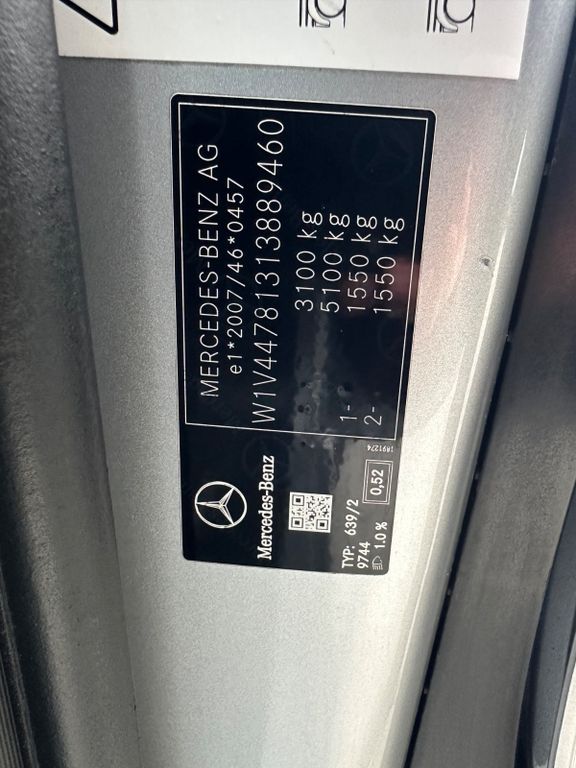 MERCEDES-BENZ AG
e1*2007/46*0457
W1V44781313889460
3100 kg
5100 kg
1- 1550 kg
2- 1550 kg
Mercedes-Benz
TYP: 639/2
9744
1.0 %
0,52
1891274